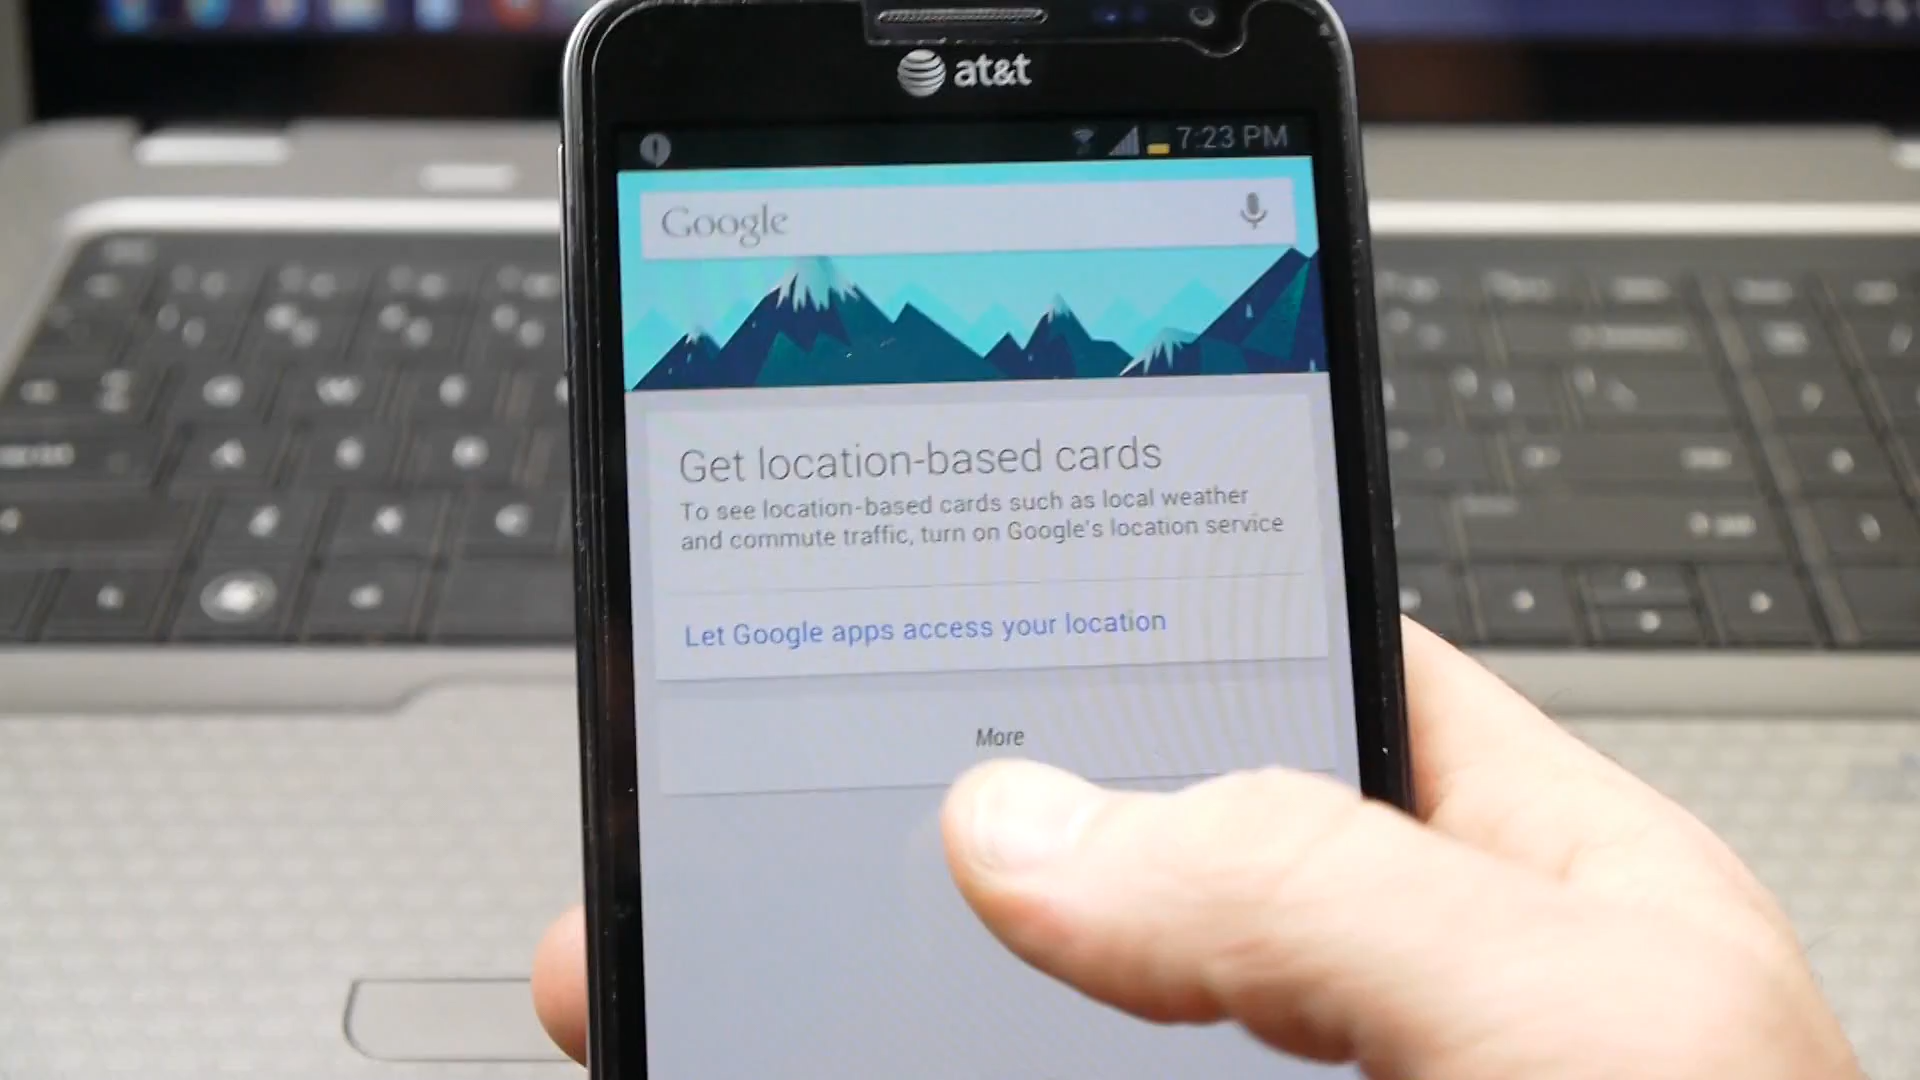 at&t
7:23 PM
Google
Get location-based cards
To see location-based cards such as local weather
and commute traffic, turn on Google's location service
Let Google apps access your location
More